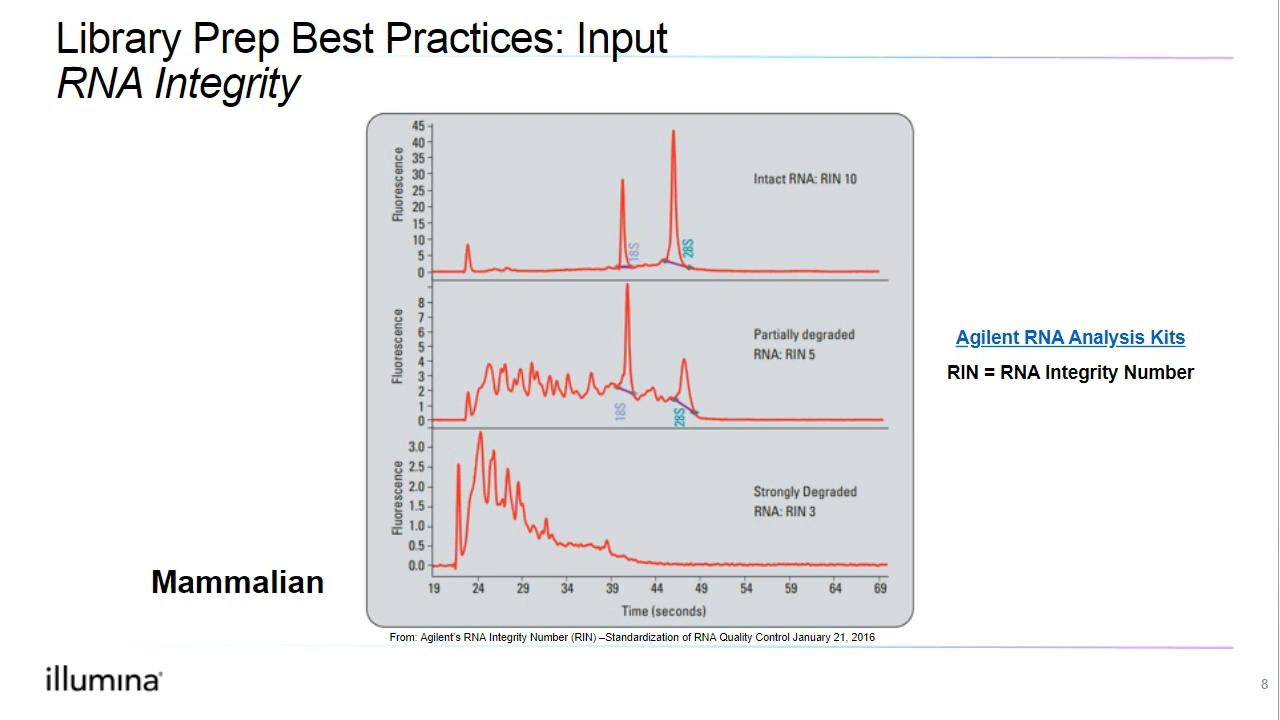 Library Prep Best Practices: Input
RNA Integrity
45
40
35
30
25
20
15
10
5
0
Fluorescence
18S
28S
Intact RNA: RIN 10
8
7
6
5
4
3
2
1
0
Fluorescence
18S
28S
Partially degraded
RNA: RIN 5
3.0
2.5
2.0
1.5
1.0
0.5
0.0
Fluorescence
Strongly Degraded
RNA: RIN 3
19 24 29 34 39 44 49 54 59 64 69
Time (seconds)
Agilent RNA Analysis Kits
RIN = RNA Integrity Number
Mammalian
From: Agilent's RNA Integrity Number (RIN) –Standardization of RNA Quality Control January 21, 2016
illumina®
8